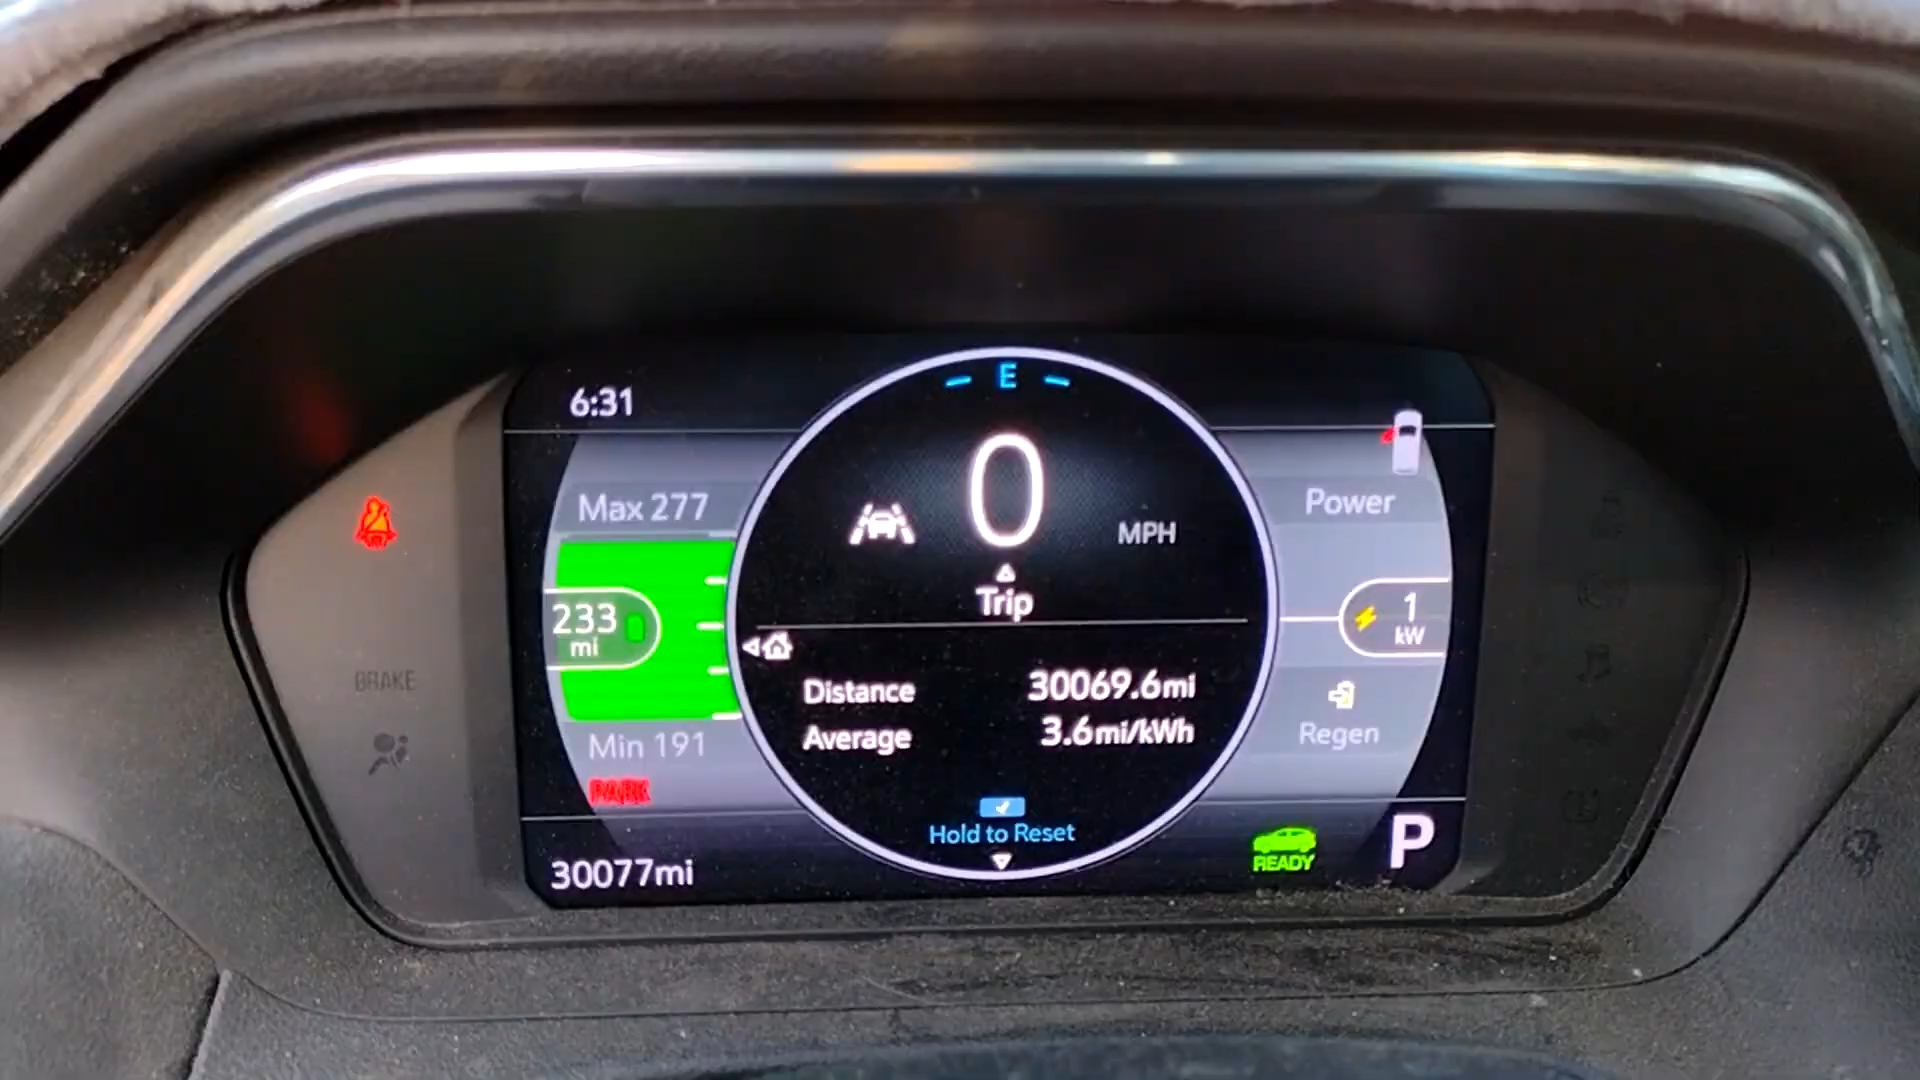 6:31
E
Max 277
0
MPH
Power
233
mi
Trip
1
kW
BRAKE
Distance 30069.6mi
Average 3.6mi/kWh
Min 191
Regen
PARK
Hold to Reset
READY
P
30077mi